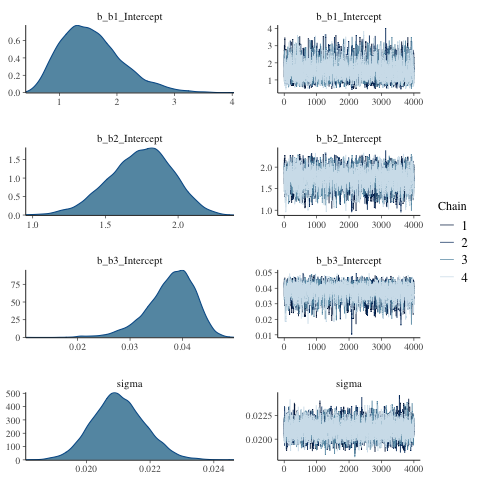 b_b1_Intercept
0.6
0.4
0.2
0.0
1 2 3 4
b_b1_Intercept
4
3
2
1
0 1000 2000 3000 4000
b_b2_Intercept
1.5
1.0
0.5
0.0
1.0 1.5 2.0
b_b2_Intercept
2.0
1.5
1.0
0 1000 2000 3000 4000
b_b3_Intercept
75
50
25
0
0.02 0.03 0.04
b_b3_Intercept
0.05
0.04
0.03
0.02
0.01
0 1000 2000 3000 4000
sigma
500
400
300
200
100
0
0.020 0.022 0.024
sigma
0.0225
0.0200
0 1000 2000 3000 4000
Chain
1
2
3
4